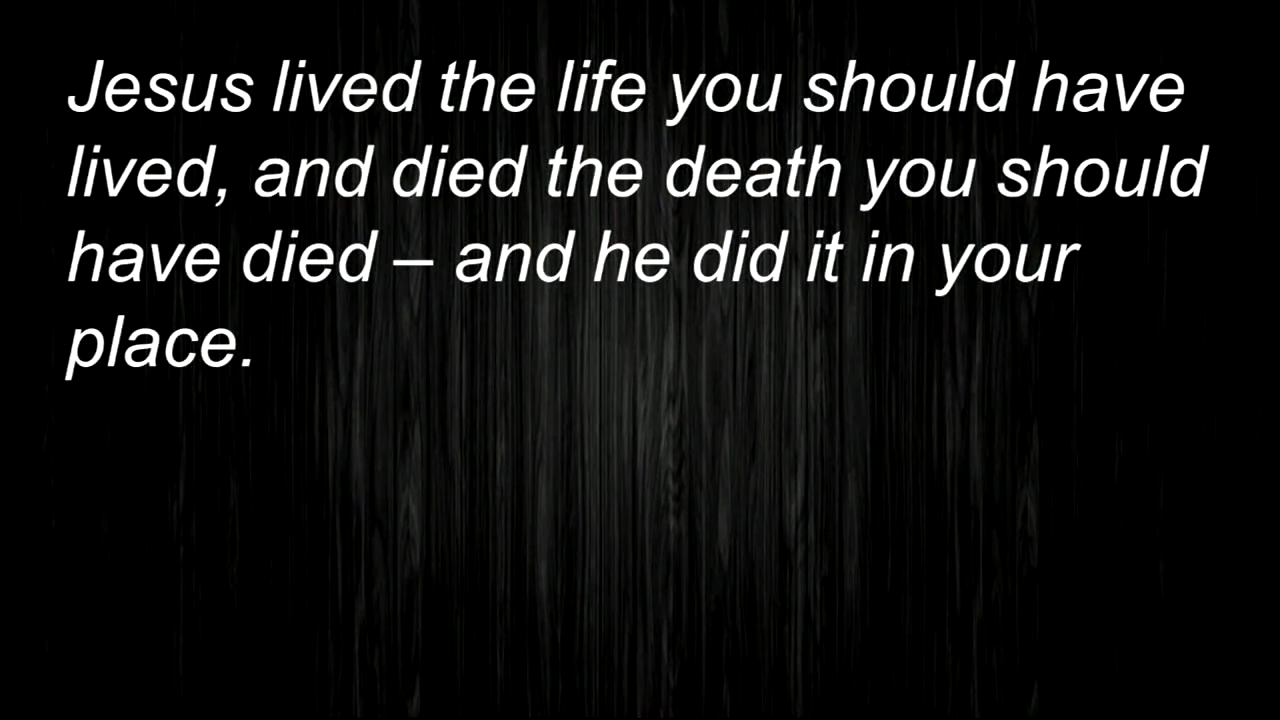 Jesus lived the life you should have
lived, and died the death you should
have died – and he did it in your
place.